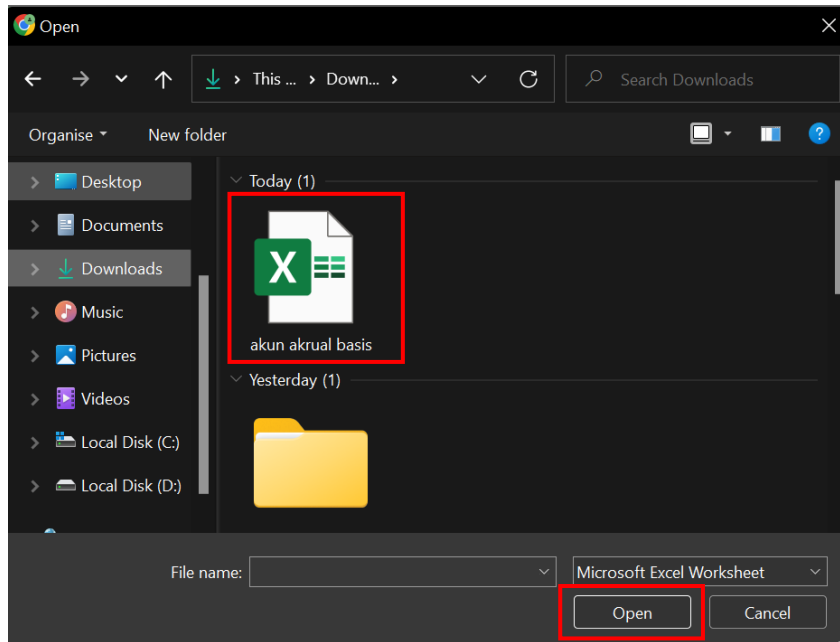 Open
This ... > Down... >
Search Downloads
Organise
New folder
?
Desktop
Documents
Downloads
Music
Pictures
Videos
Local Disk (C:)
Local Disk (D:)
Today (1)
X
akun akrual basis
Yesterday (1)
File name:
Microsoft Excel Worksheet
Open
Cancel